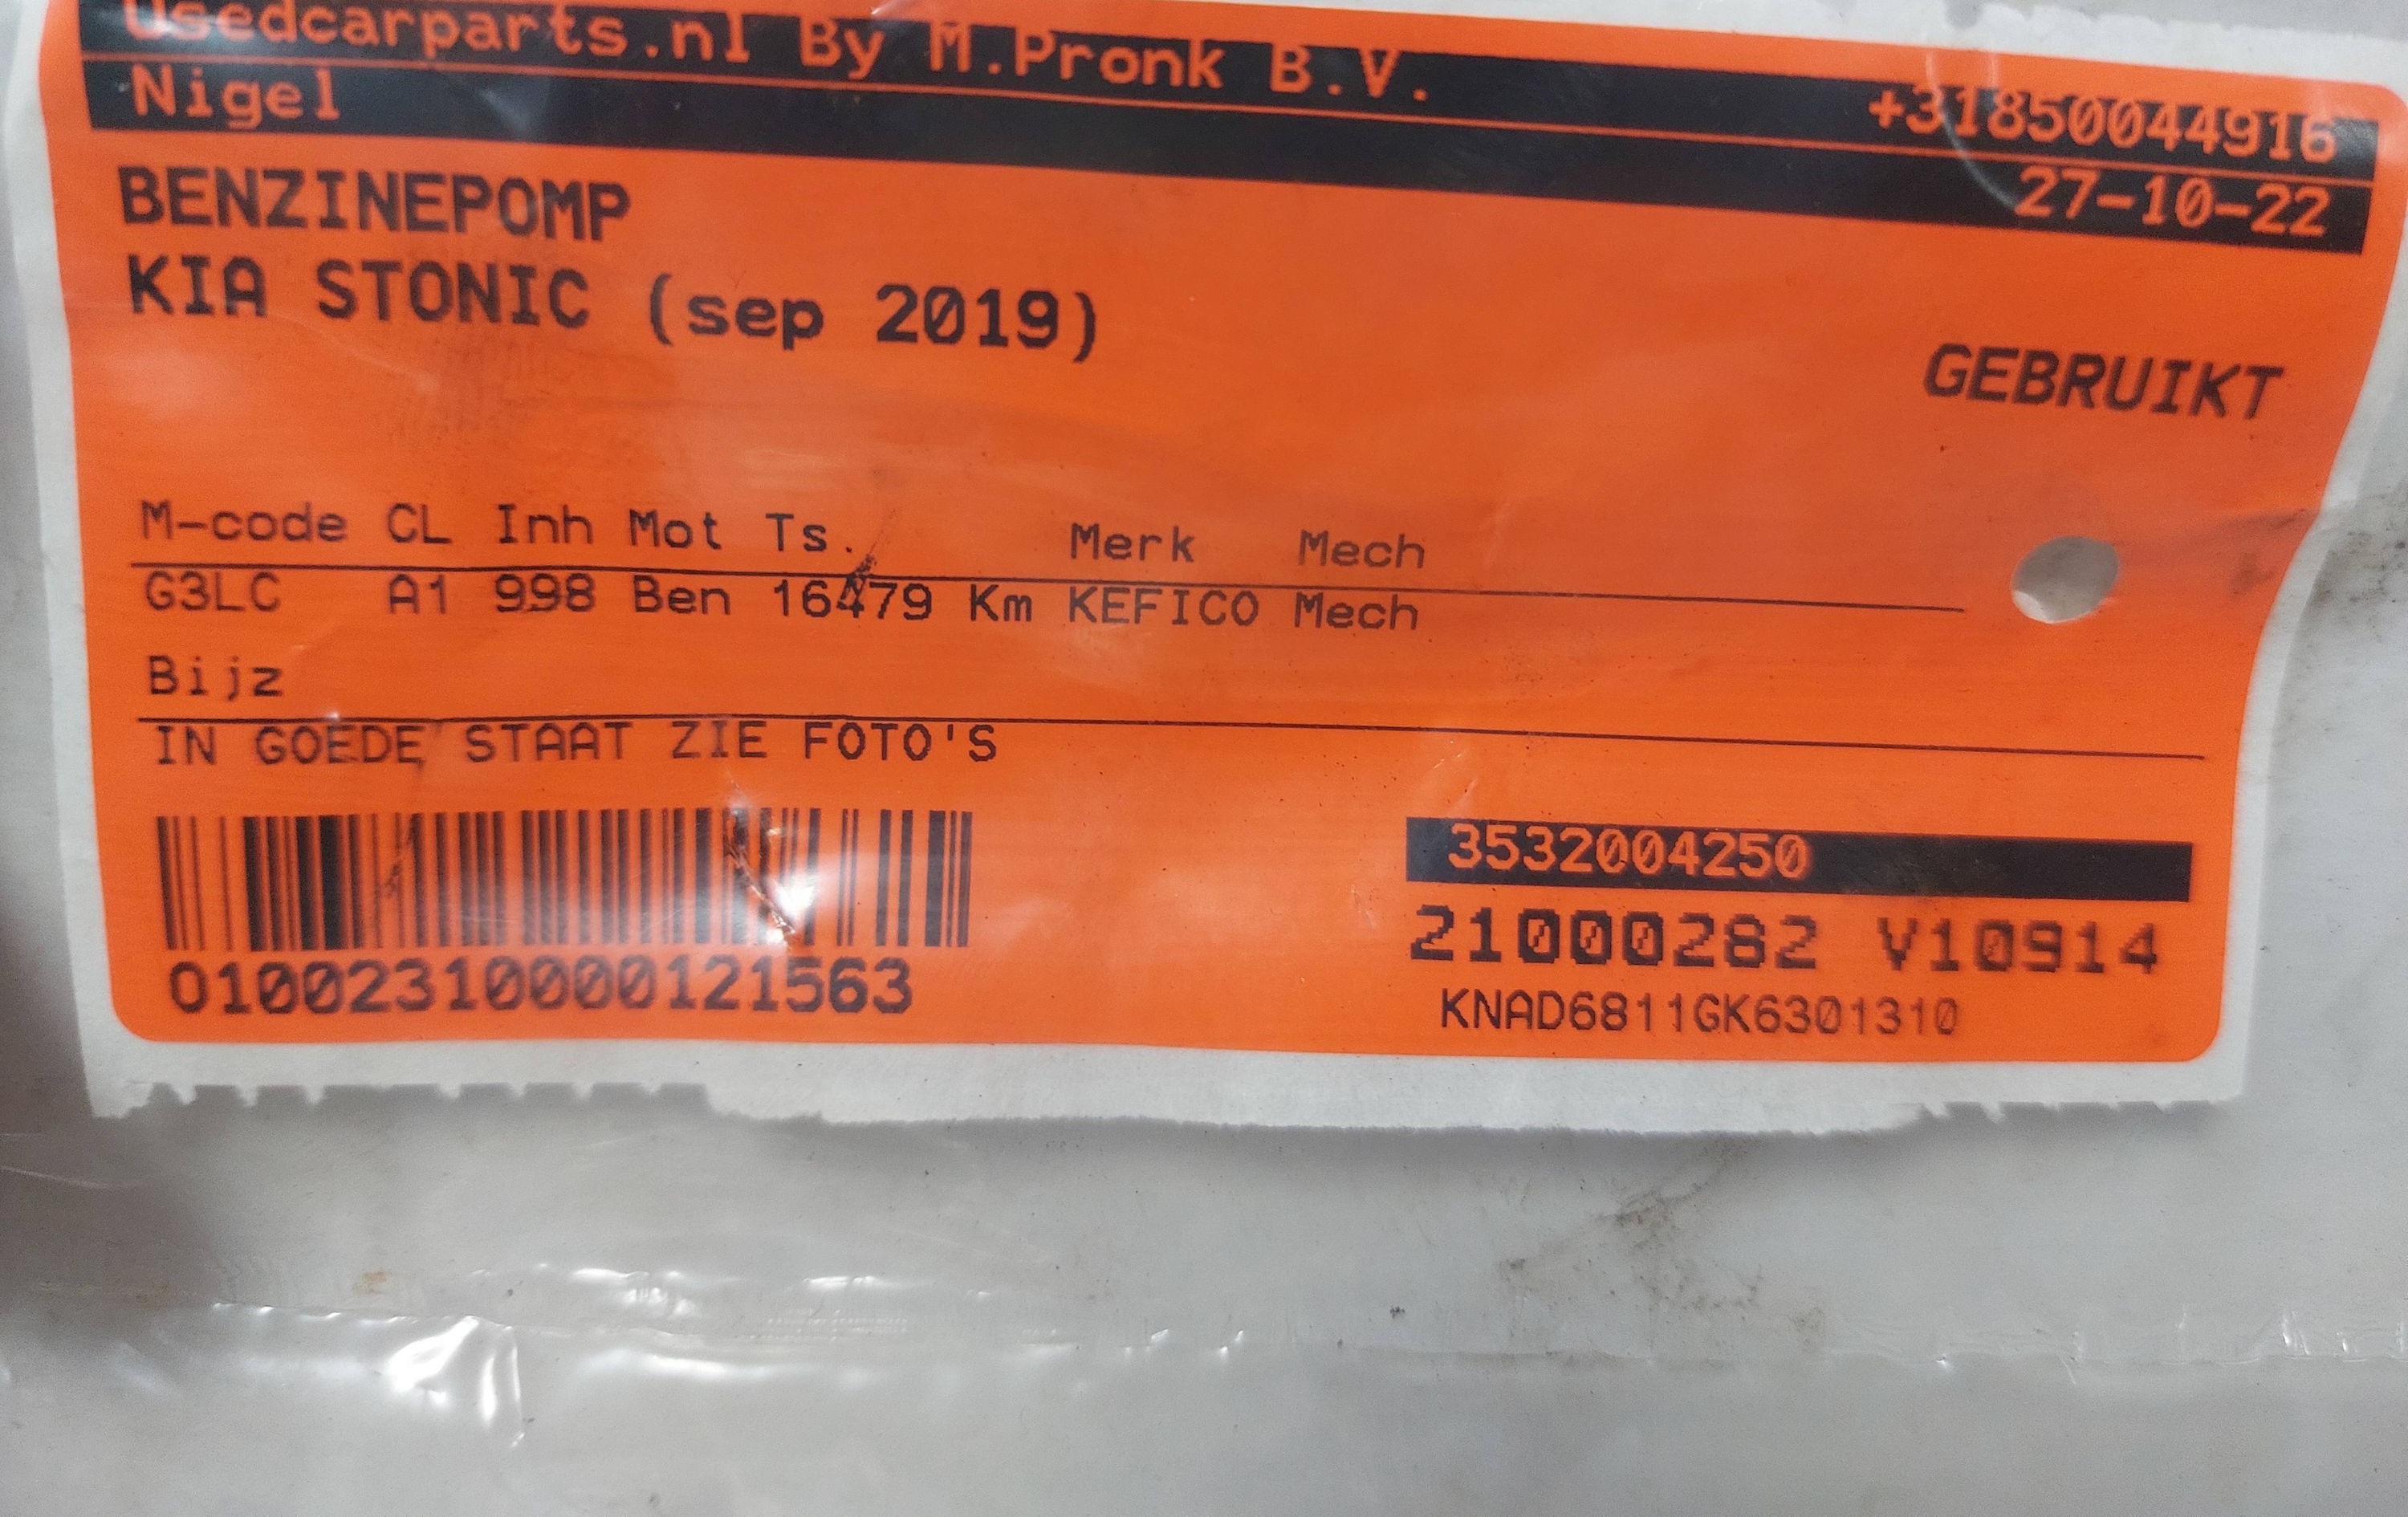 Usedcarparts.nl By M.Pronk B.V. +31850044916
Nigel 27-10-22
BENZINEPOMP
KIA STONIC (sep 2019)
GEBRUIKT
M-code CL Inh Mot Ts. Merk Mech
G3LC A1 998 Ben 16479 Km KEFICO Mech
Bijz
IN GOEDE STAAT ZIE FOTO'S
3532004250
21000282 V10914
01002310000121563
KNAD6811GK6301310